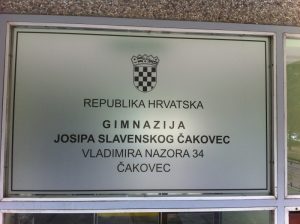 REPUBLIKA HRVATSKA
GIMNAZIJA
JOSIPA SLAVENSKOG ČAKOVEC
VLADIMIRA NAZORA 34
ČAKOVEC